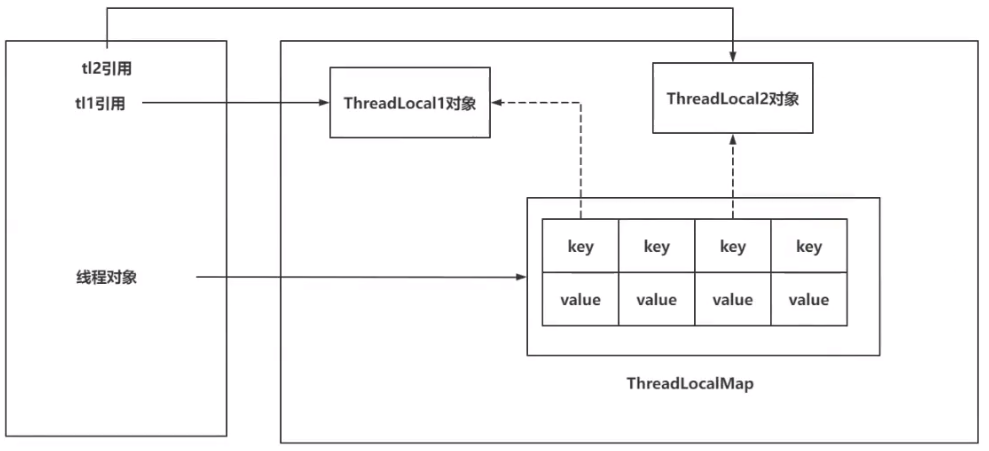 tl2引用
tl1引用
ThreadLocal1对象
ThreadLocal2对象
线程对象
key key key key
value value value value
ThreadLocalMap